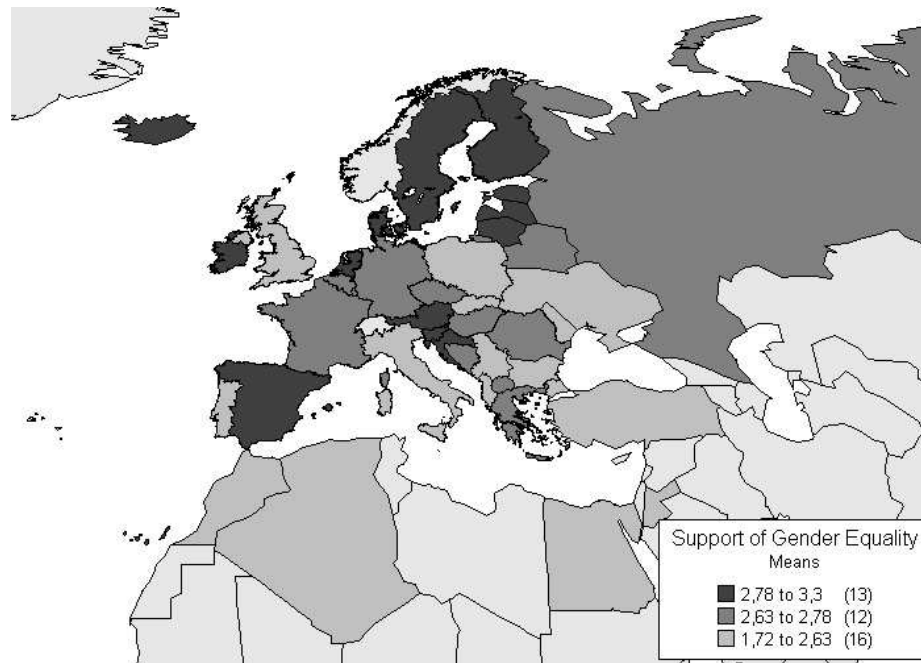 Support of Gender Equality
Means
2,78 to 3,3 (13)
2,63 to 2,78 (12)
1,72 to 2,63 (16)